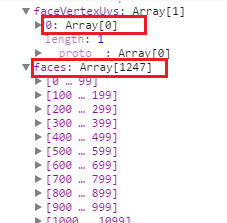 faceVertexUvs: Array[1]
0: Array[0]
length: 1
__proto__: Array[0]
faces: Array[1247]
[0 … 99]
[100 … 199]
[200 … 299]
[300 … 399]
[400 … 499]
[500 … 599]
[600 … 699]
[700 … 799]
[800 … 899]
[900 … 999]
[1000 … 1099]